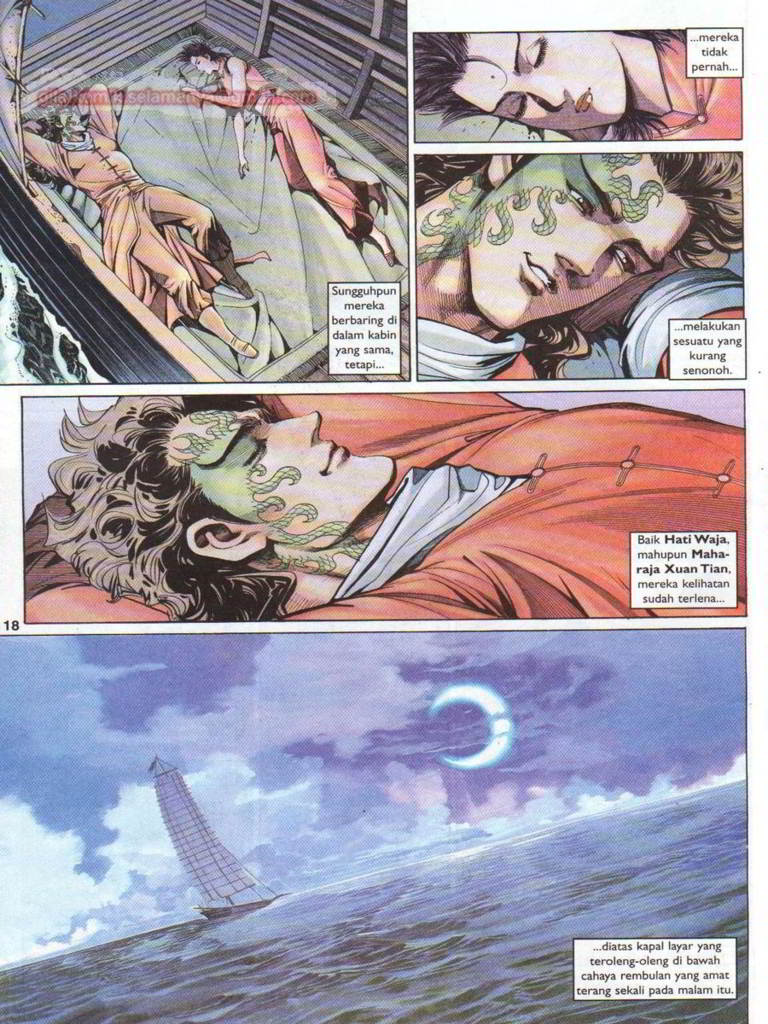 Sungguhpun
mereka
berbaring di
dalam kabin
yang sama,
tetapi...
...mereka
tidak
pernah...
...melakukan
sesuatu yang
kurang
senonoh.
Baik Hati Waja,
mahupun Maha-
raja Xuan Tian,
mereka kelihatan
sudah terlena...
18
...diatas kapal layar yang
teroleng-oleng di bawah
cahaya rembulan yang amat
terang sekali pada malam itu.